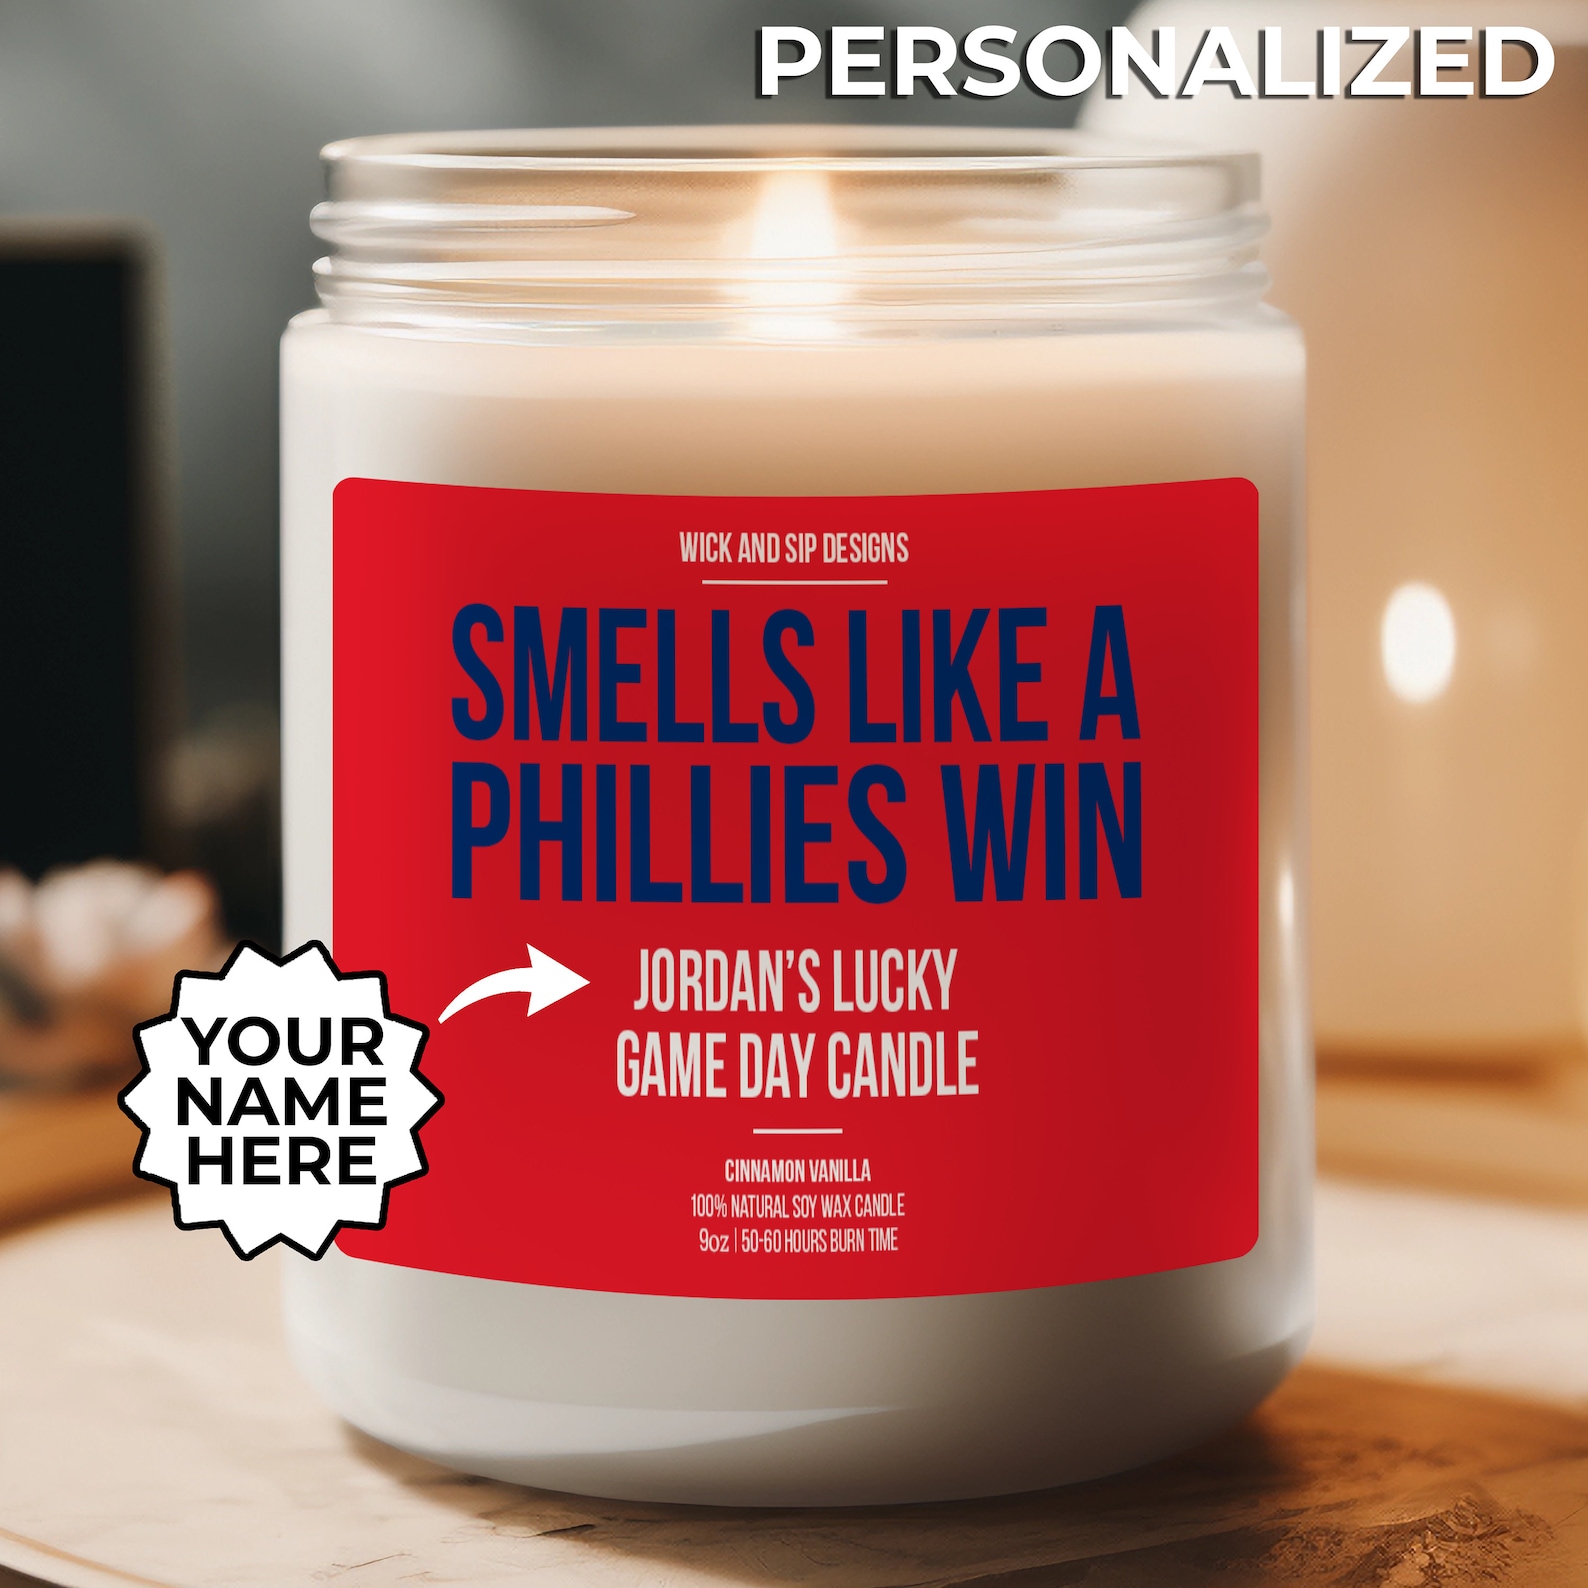 PERSONALIZED
WICK AND SIP DESIGNS
SMELLS LIKE A
PHILLIES WIN
JORDAN'S LUCKY
GAME DAY CANDLE
YOUR
NAME
HERE
CINNAMON VANILLA
100% NATURAL SOY WAX CANDLE
9oz | 50-60 HOURS BURN TIME